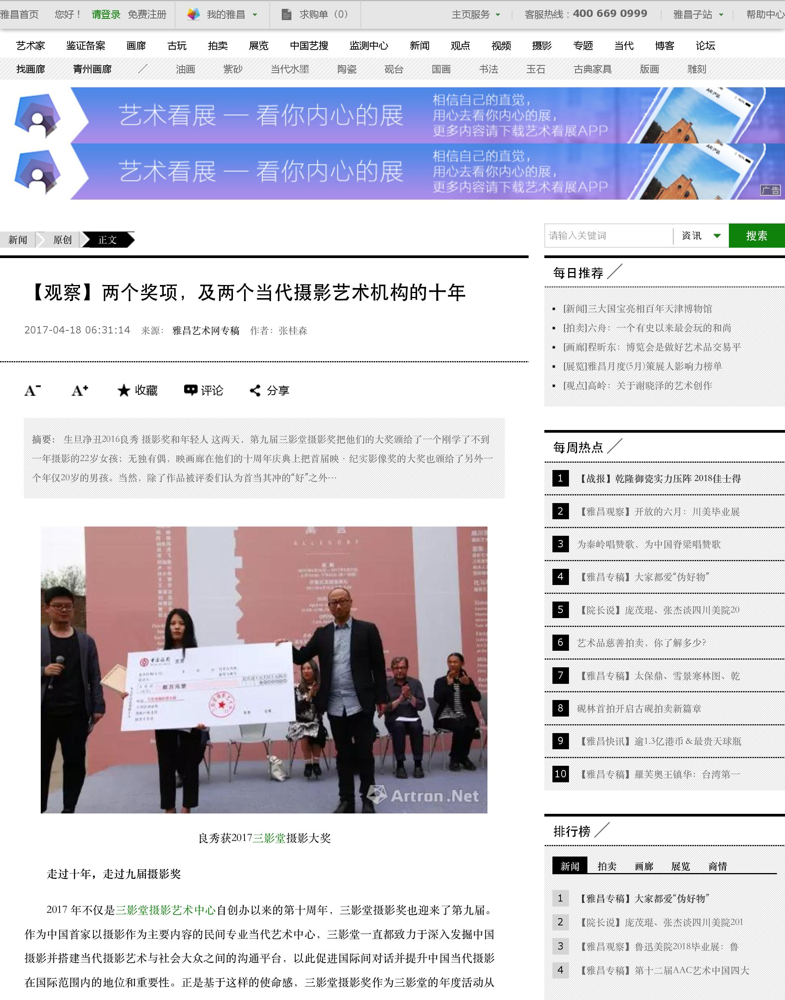 雅昌首页 您好！ 请登录 免费注册 我的雅昌 求购单（0） 主页服务 客服热线：400 669 0999 雅昌子站 帮助中心
艺术家 鉴证备案 画廊 古玩 拍卖 展览 中国艺搜 监测中心 新闻 观点 视频 摄影 专题 当代 博客 论坛
找画廊 青州画廊 ／ 油画 紫砂 当代水墨 陶瓷 砚台 国画 书法 玉石 古典家具 版画 雕刻
艺术看展 — 看你内心的展
相信自己的直觉，
用心去看你内心的展，
更多内容请下载艺术看展APP
艺术看展 — 看你内心的展
相信自己的直觉，
用心去看你内心的展，
更多内容请下载艺术看展APP
广告
新闻 原创 正文
【观察】两个奖项，及两个当代摄影艺术机构的十年
2017-04-18 06:31:14 来源： 雅昌艺术网专稿 作者：张桂森
A- A+ 收藏 评论 分享
摘要： 生旦净丑2016良秀 摄影奖和年轻人 这两天，第九届三影堂摄影奖把他们的大奖颁给了一个刚学了不到
一年摄影的22岁女孩；无独有偶，映画廊在他们的十周年庆典上把首届映·纪实影像奖的大奖也颁给了另外一
个年仅20岁的男孩。当然，除了作品被评委们认为首当其冲的“好”之外…
寓言
ALLEGORY
中国银行 支票
捌万元整
8000000
Artron.Net
良秀获2017三影堂摄影大奖
走过十年，走过九届摄影奖
2017 年不仅是三影堂摄影艺术中心自创办以来的第十周年，三影堂摄影奖也迎来了第九届。
作为中国首家以摄影作为主要内容的民间专业当代艺术中心，三影堂一直都致力于深入发掘中国
摄影并搭建当代摄影艺术与社会大众之间的沟通平台，以此促进国际间对话并提升中国当代摄影
在国际范围内的地位和重要性。正是基于这样的使命感，三影堂摄影奖作为三影堂的年度活动从
请输入关键词 资讯 搜索
每日推荐
[新闻]三大国宝亮相百年天津博物馆
[拍卖]六舟：一个有史以来最会玩的和尚
[画廊]程昕东：博览会是做好艺术品交易平
[展览]雅昌月度(5月)策展人影响力榜单
[观点]高岭：关于谢晓泽的艺术创作
每周热点
1 【战报】乾隆御瓷实力压阵 2018佳士得
2 【雅昌观察】开放的六月：川美毕业展
3 为秦岭唱赞歌，为中国脊梁唱赞歌
4 【雅昌专稿】大家都爱“伪好物”
5 【院长说】庞茂琨、张杰谈四川美院20
6 艺术品慈善拍卖，你了解多少?
7 【雅昌专稿】太保鼎、雪景寒林图、乾
8 砚林首拍开启古砚拍卖新篇章
9 【雅昌快讯】逾1.3亿港币＆最贵天球瓶
10 【雅昌专稿】羅芙奥王镇华：台湾第一
排行榜
新闻 拍卖 画廊 展览 商情
1 【雅昌专稿】大家都爱“伪好物”
2 【院长说】庞茂琨、张杰谈四川美院201
3 【雅昌观察】鲁迅美院2018毕业展：鲁
4 【雅昌专稿】第十二届AAC艺术中国四大